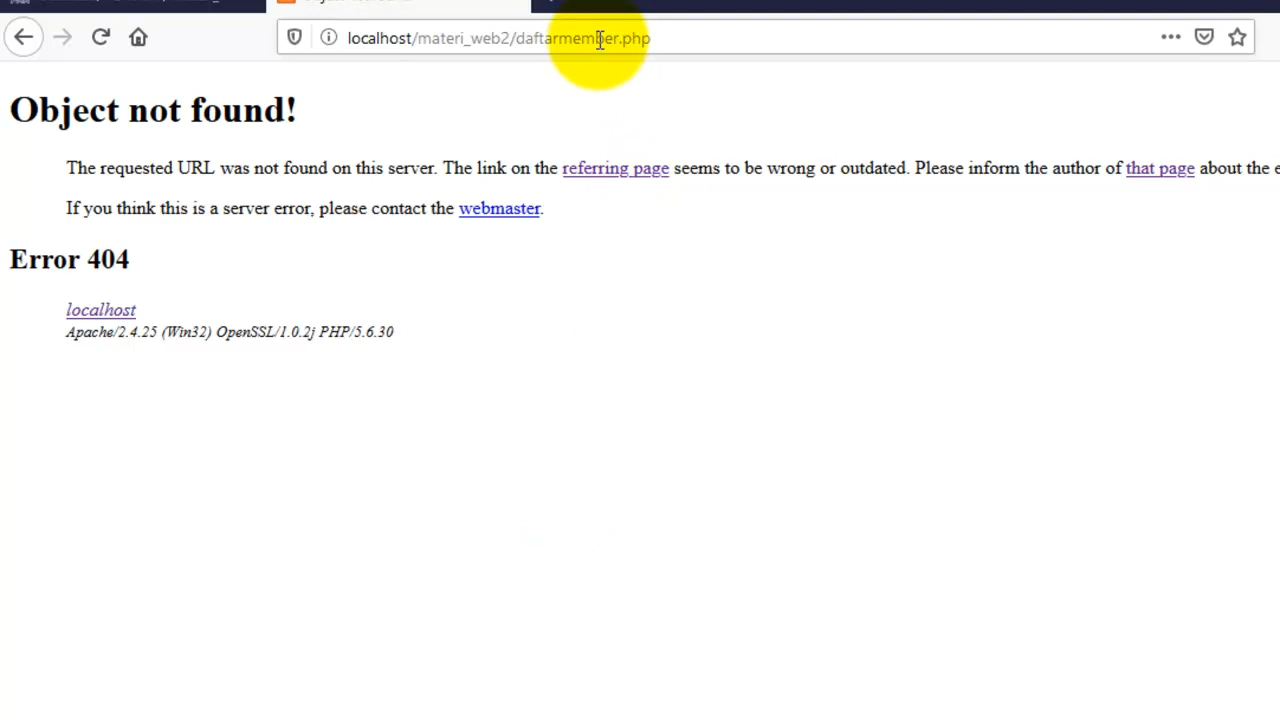 localhost/materi_web2/daftarmember.php
Object not found!
The requested URL was not found on this server. The link on the referring page seems to be wrong or outdated. Please inform the author of that page about the e
If you think this is a server error, please contact the webmaster.
Error 404
localhost
Apache/2.4.25 (Win32) OpenSSL/1.0.2j PHP/5.6.30